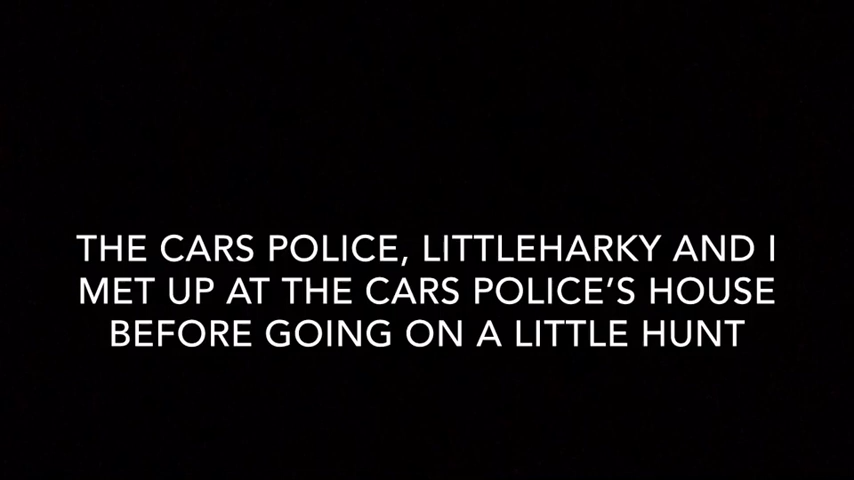 THE CARS POLICE, LITTLEHARKY AND I
MET UP AT THE CARS POLICE’S HOUSE
BEFORE GOING ON A LITTLE HUNT